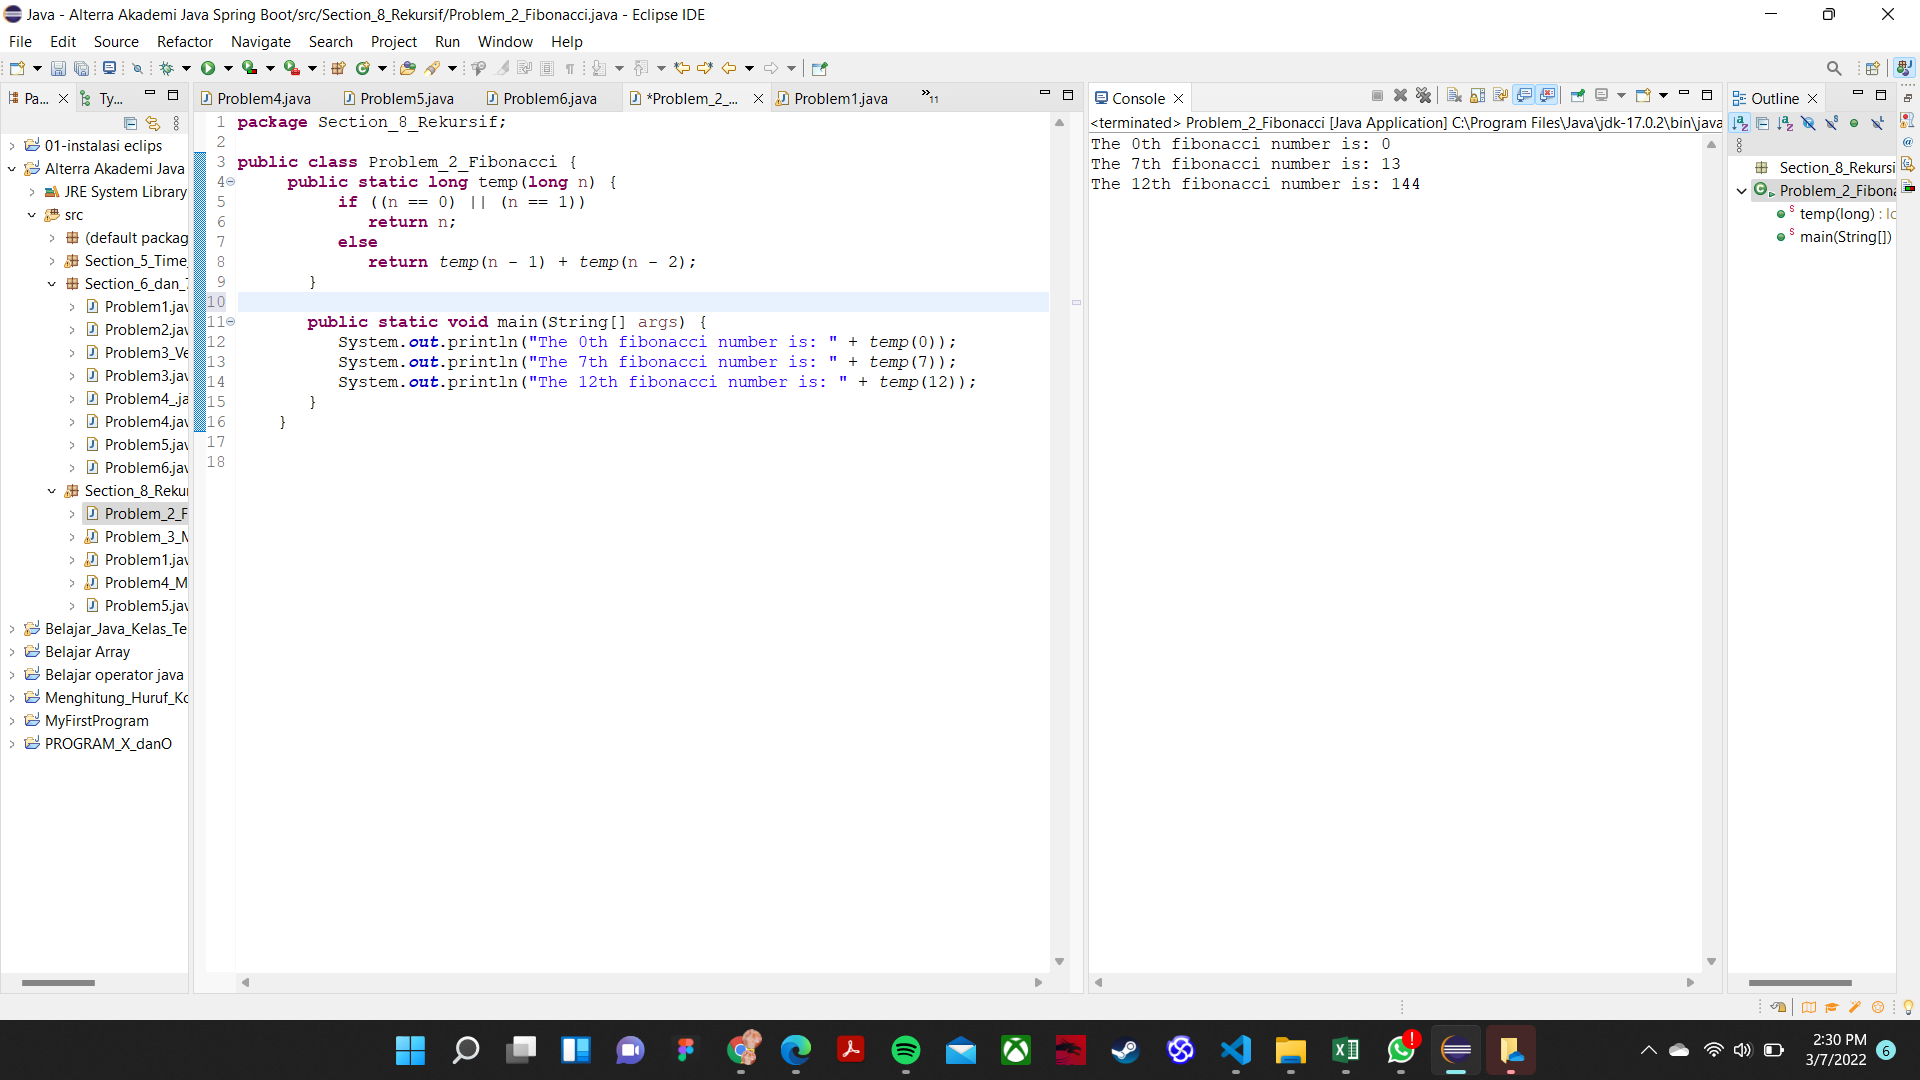 Java - Alterra Akademi Java Spring Boot/src/Section_8_Rekursif/Problem_2_Fibonacci.java - Eclipse IDE
File Edit Source Refactor Navigate Search Project Run Window Help
Pa... Ty...
Problem4.java Problem5.java Problem6.java *Problem_2_... Problem1.java »11
Console
Outline
01-instalasi eclips
Alterra Akademi Java
JRE System Library
src
(default packag
Section_5_Time_
Section_6_dan_7
Problem1.jav
Problem2.jav
Problem3_Ve
Problem3.jav
Problem4_.ja
Problem4.jav
Problem5.jav
Problem6.jav
Section_8_Rekur
Problem_2_F
Problem_3_M
Problem1.jav
Problem4_M
Problem5.jav
Belajar_Java_Kelas_Te
Belajar Array
Belajar operator java
Menghitung_Huruf_Ko
MyFirstProgram
PROGRAM_X_danO
1 package Section_8_Rekursif;
2
3 public class Problem_2_Fibonacci {
4 public static long temp(long n) {
5 if ((n == 0) || (n == 1))
6 return n;
7 else
8 return temp(n - 1) + temp(n - 2);
9 }
10
11 public static void main(String[] args) {
12 System.out.println("The 0th fibonacci number is: " + temp(0));
13 System.out.println("The 7th fibonacci number is: " + temp(7));
14 System.out.println("The 12th fibonacci number is: " + temp(12));
15 }
16 }
17
18
<terminated> Problem_2_Fibonacci [Java Application] C:\Program Files\Java\jdk-17.0.2\bin\java
The 0th fibonacci number is: 0
The 7th fibonacci number is: 13
The 12th fibonacci number is: 144
Section_8_Rekursi
Problem_2_Fibona
temp(long) : lo
main(String[])
2:30 PM
3/7/2022
6